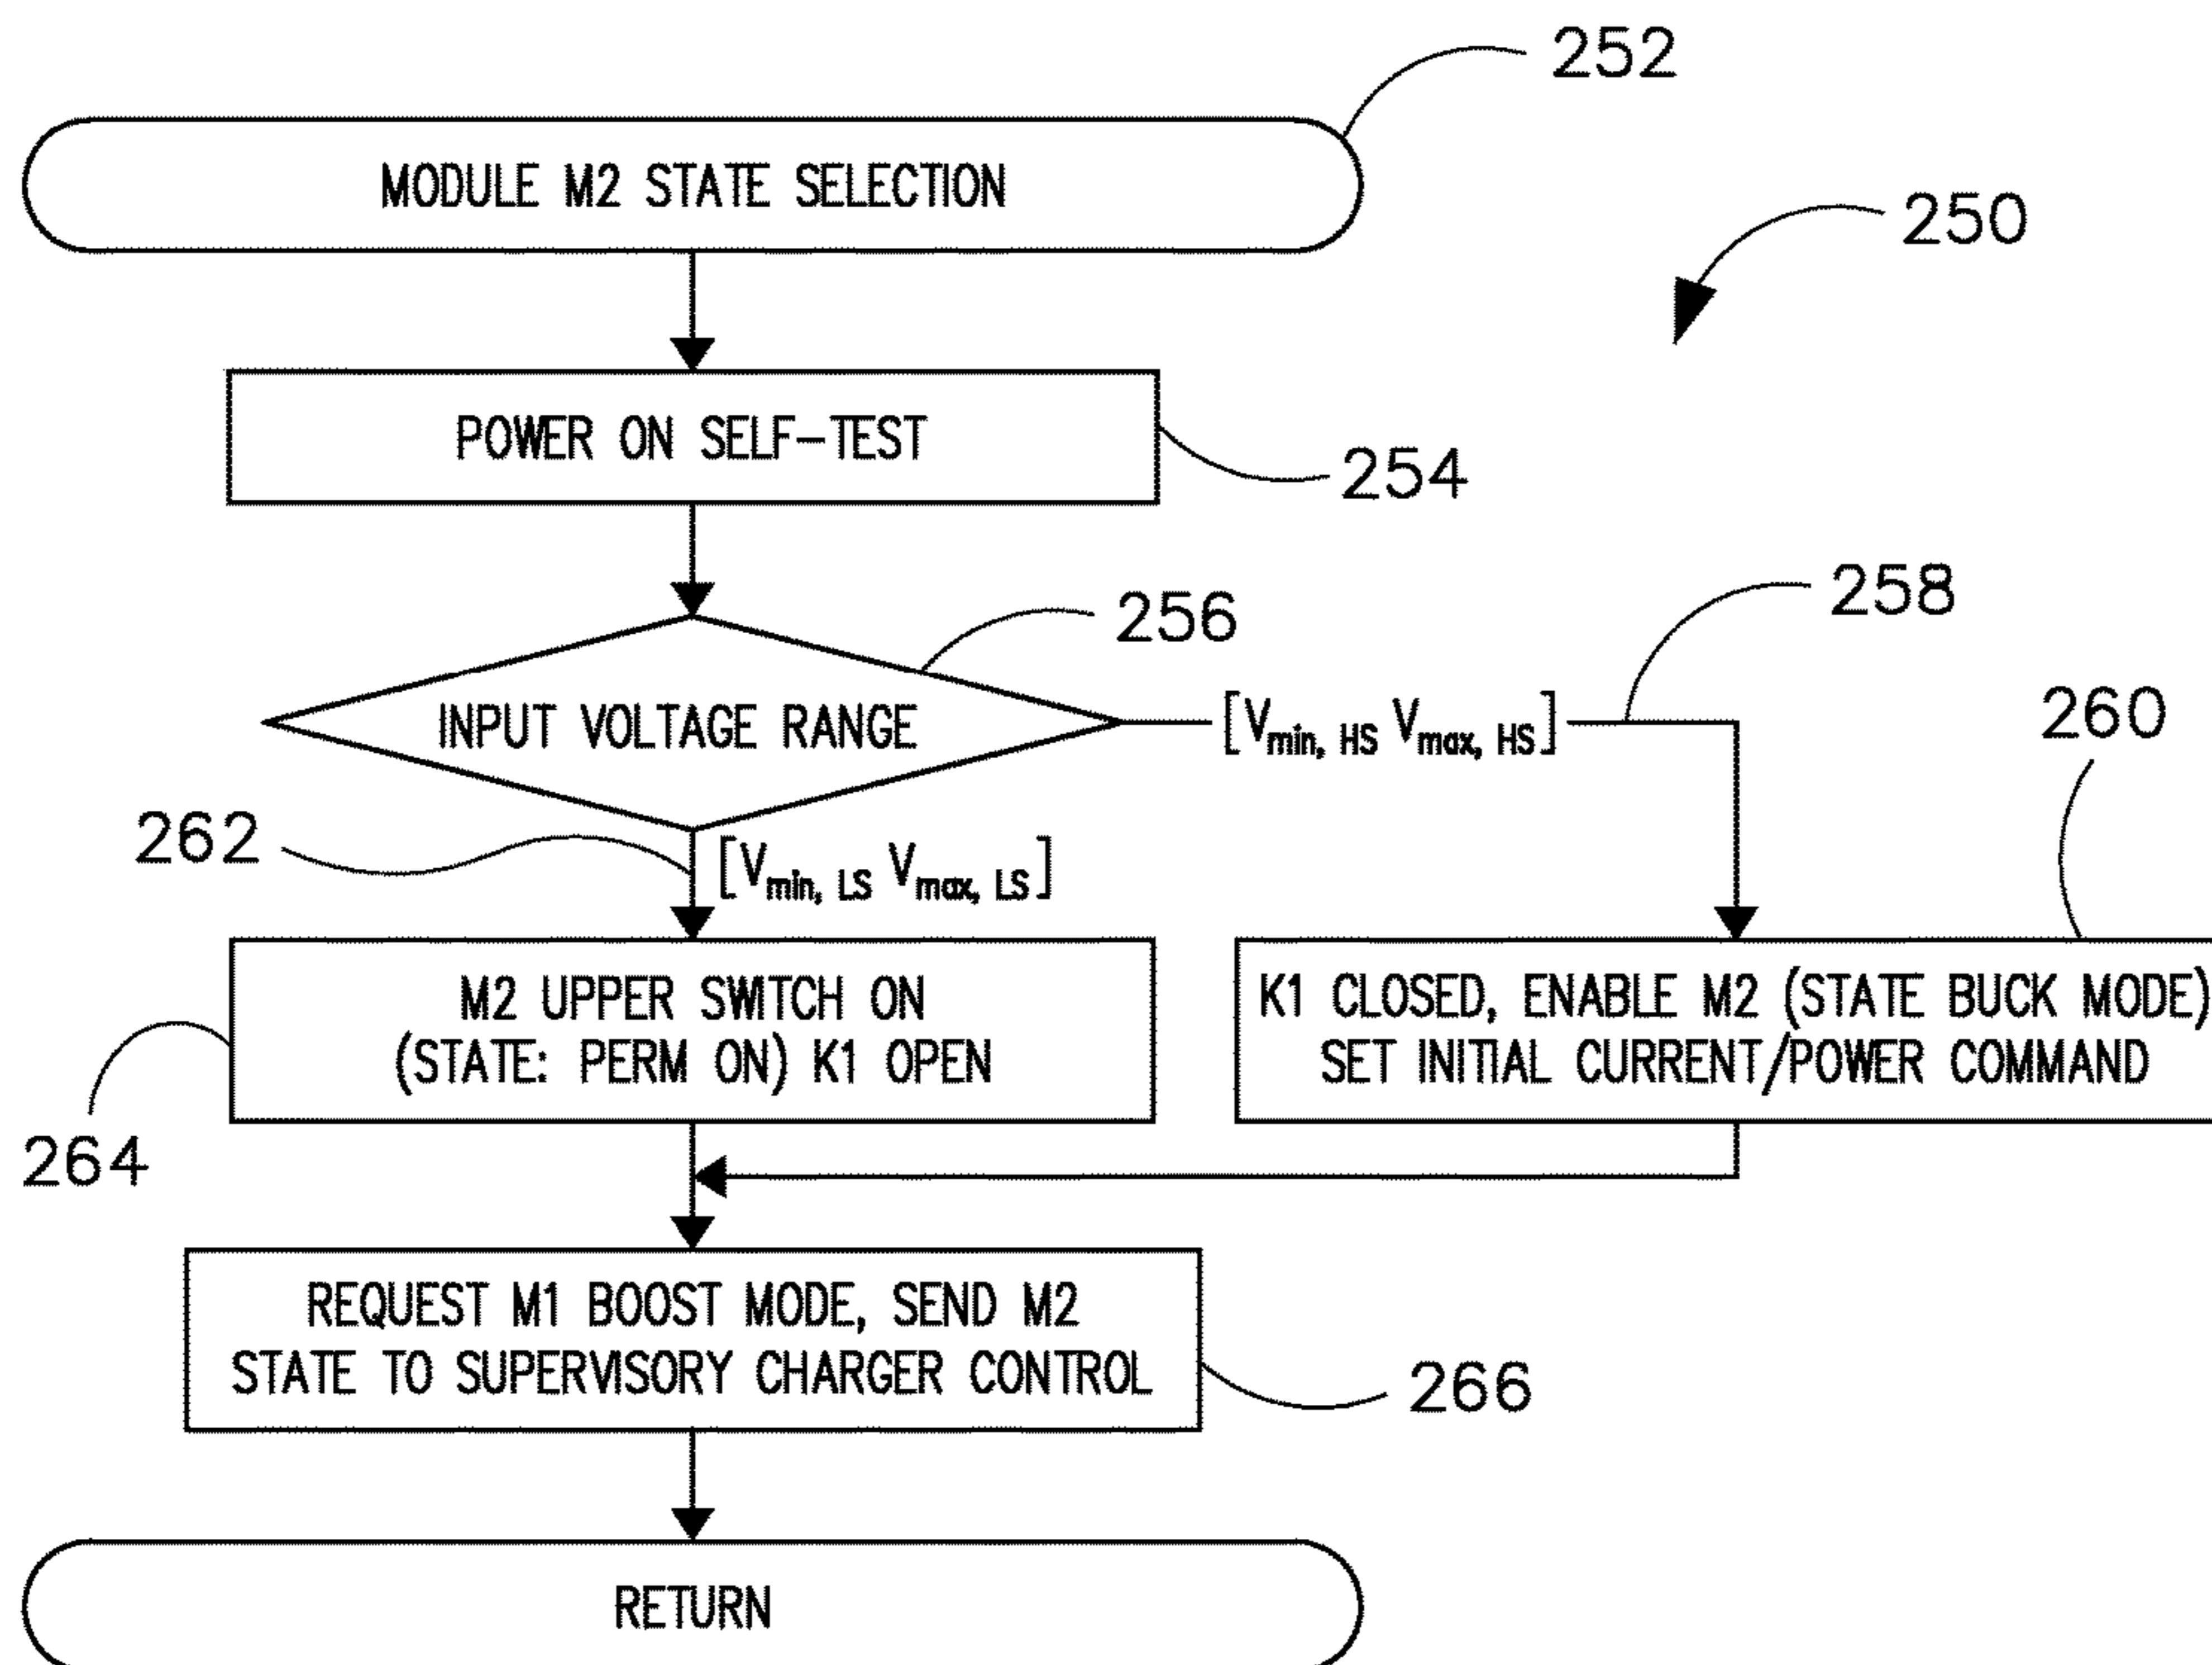 252
MODULE M2 STATE SELECTION
250
POWER ON SELF-TEST
254
256
258
INPUT VOLTAGE RANGE
[Vmin, HS Vmax, HS]
260
262
[Vmin, LS Vmax, LS]
M2 UPPER SWITCH ON
(STATE: PERM ON) K1 OPEN
K1 CLOSED, ENABLE M2 (STATE BUCK MODE)
SET INITIAL CURRENT/POWER COMMAND
264
REQUEST M1 BOOST MODE, SEND M2
STATE TO SUPERVISORY CHARGER CONTROL
266
RETURN